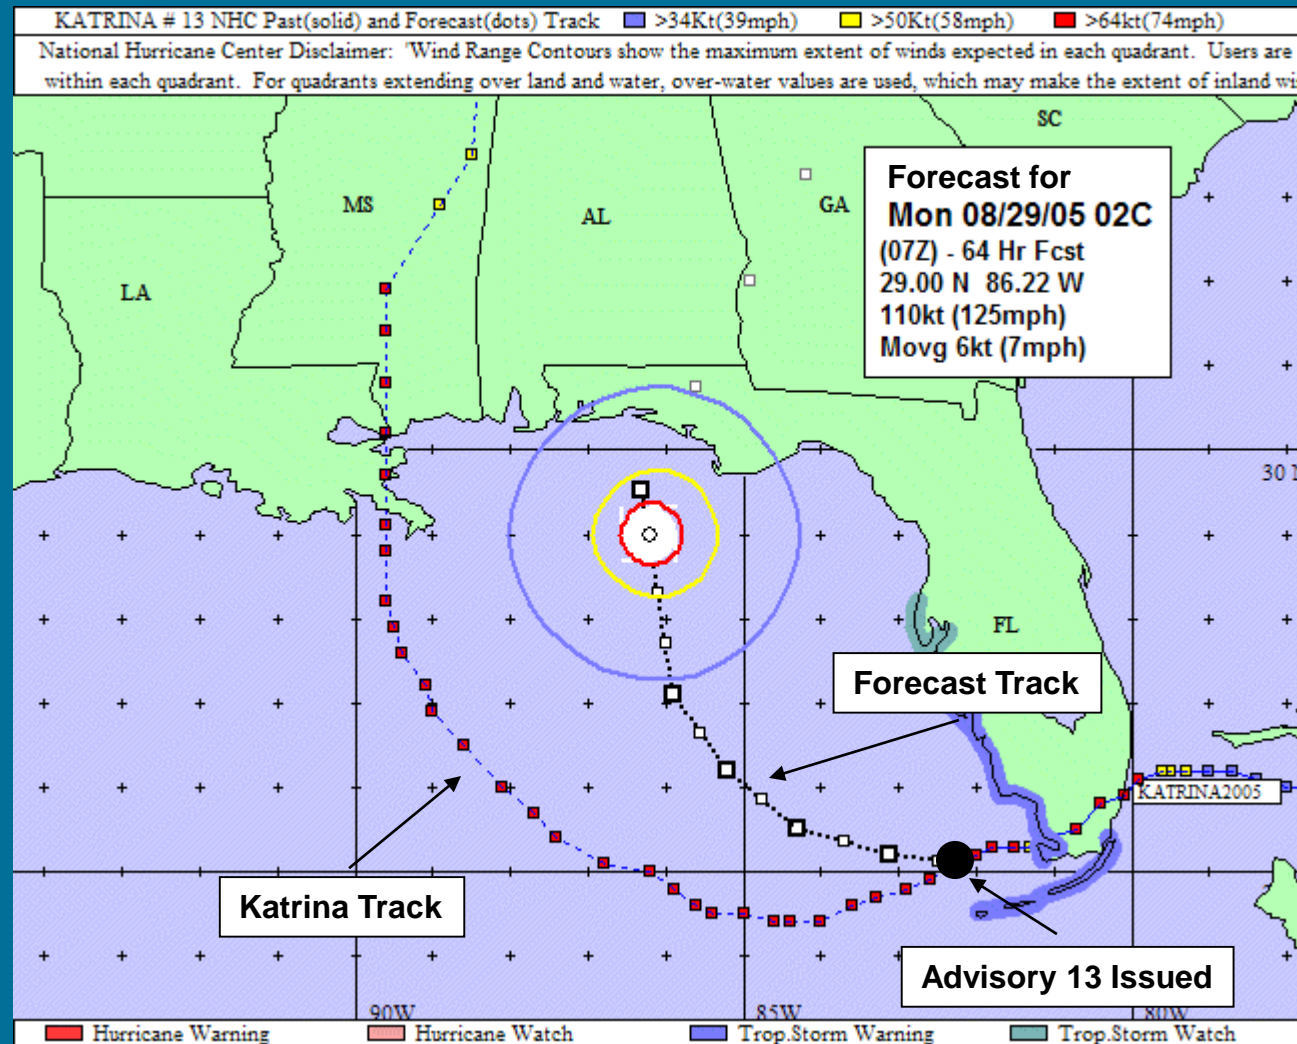 KATRINA # 13 NHC Past(solid) and Forecast(dots) Track >34Kt(39mph) >50Kt(58mph) >64kt(74mph)
National Hurricane Center Disclaimer: 'Wind Range Contours show the maximum extent of winds expected in each quadrant. Users are
within each quadrant. For quadrants extending over land and water, over-water values are used, which may make the extent of inland wi
SC
Forecast for
Mon 08/29/05 02C
(07Z) - 64 Hr Fcst
29.00 N 86.22 W
110kt (125mph)
Movg 6kt (7mph)
MS
AL
GA
LA
30
FL
Forecast Track
KATRINA2005
Katrina Track
Advisory 13 Issued
90W
85W
80W
Hurricane Warning Hurricane Watch Trop.Storm Warning Trop.Storm Watch